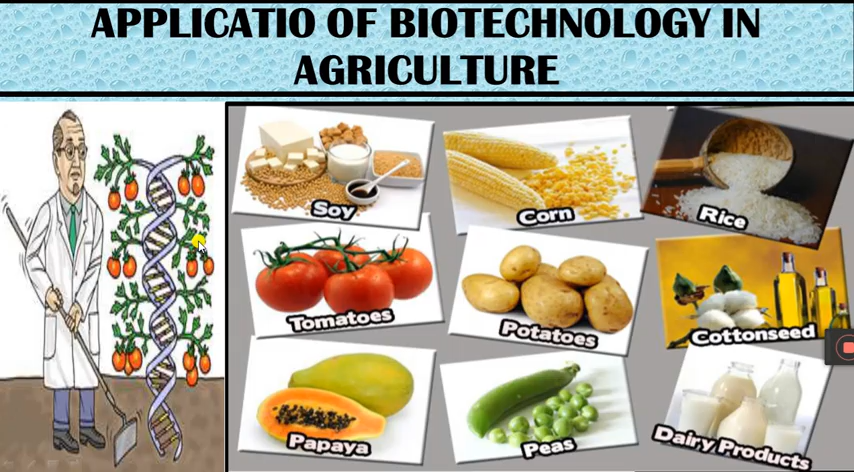 APPLICATIO OF BIOTECHNOLOGY IN
AGRICULTURE
Soy
Corn
Rice
Tomatoes
Potatoes
Cottonseed
Papaya
Peas
Dairy Products